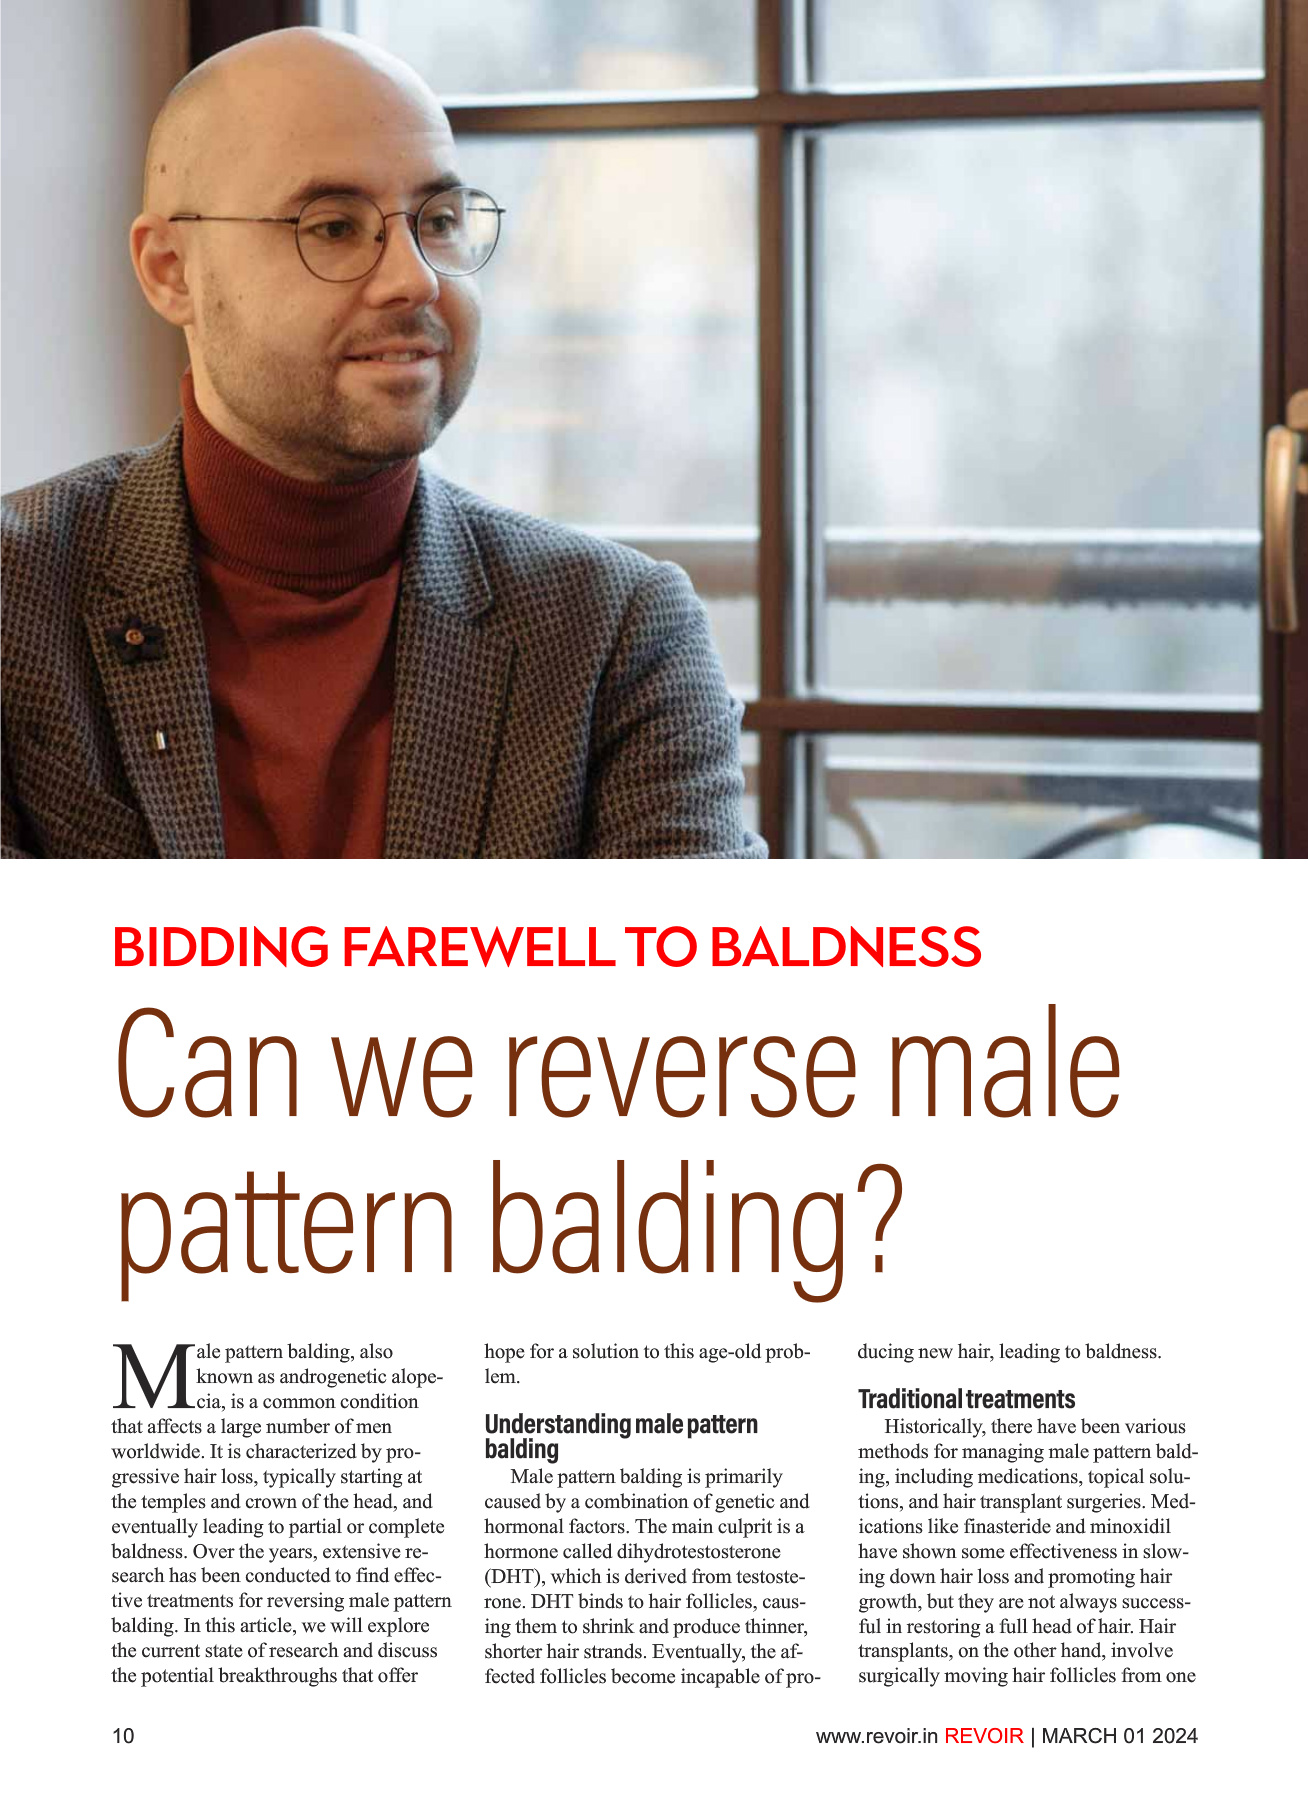 BIDDING FAREWELL TO BALDNESS
Can we reverse male
pattern balding?
Male pattern balding, also
known as androgenetic alope-
cia, is a common condition
that affects a large number of men
worldwide. It is characterized by pro-
gressive hair loss, typically starting at
the temples and crown of the head, and
eventually leading to partial or complete
baldness. Over the years, extensive re-
search has been conducted to find effec-
tive treatments for reversing male pattern
balding. In this article, we will explore
the current state of research and discuss
the potential breakthroughs that offer
hope for a solution to this age-old prob-
lem.
Understanding male pattern
balding
Male pattern balding is primarily
caused by a combination of genetic and
hormonal factors. The main culprit is a
hormone called dihydrotestosterone
(DHT), which is derived from testoste-
rone. DHT binds to hair follicles, caus-
ing them to shrink and produce thinner,
shorter hair strands. Eventually, the af-
fected follicles become incapable of pro-
ducing new hair, leading to baldness.
Traditional treatments
Historically, there have been various
methods for managing male pattern bald-
ing, including medications, topical solu-
tions, and hair transplant surgeries. Med-
ications like finasteride and minoxidil
have shown some effectiveness in slow-
ing down hair loss and promoting hair
growth, but they are not always success-
ful in restoring a full head of hair. Hair
transplants, on the other hand, involve
surgically moving hair follicles from one
10
www.revoir.in REVOIR | MARCH 01 2024